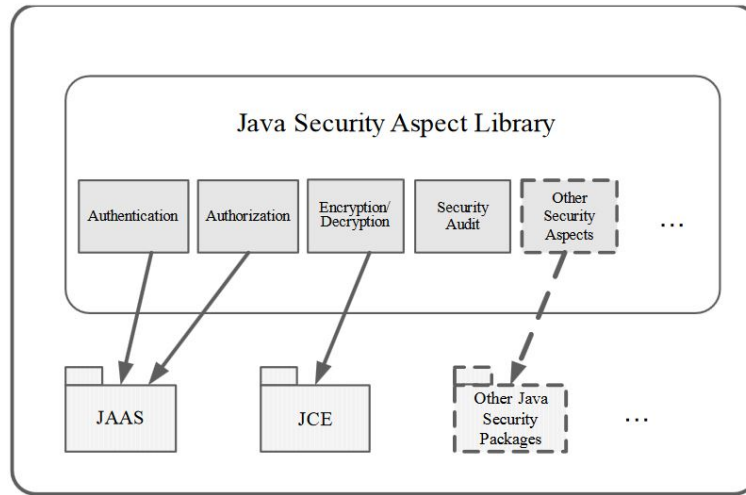 Java Security Aspect Library
Authentication
Authorization
Encryption/
Decryption
Security
Audit
Other
Security
Aspects
...
JAAS
JCE
Other Java
Security
Packages
...